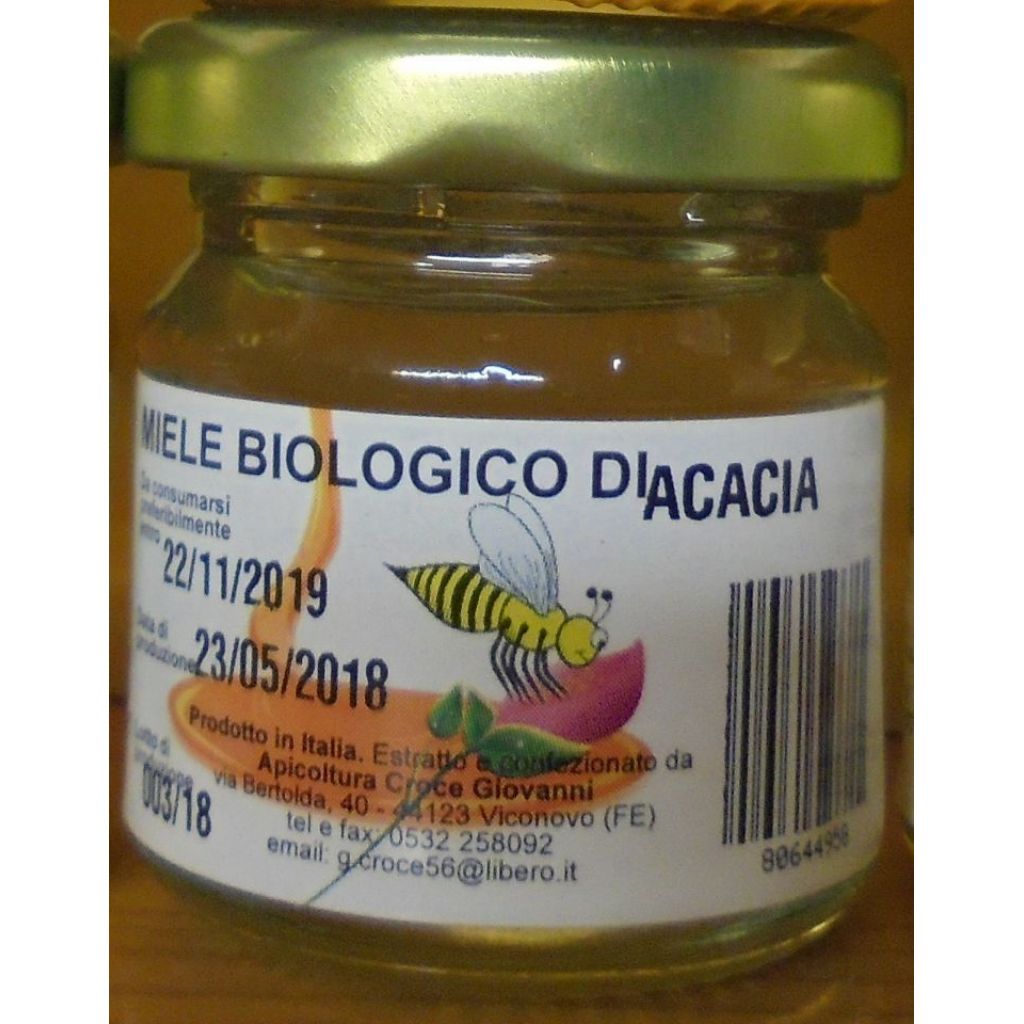 MIELE BIOLOGICO DI ACACIA
Da consumarsi
preferibilmente
entro 22/11/2019
Data di
produzione 23/05/2018
Lotto di
produzione
003/18
Prodotto in Italia. Estratto e confezionato da
Apicoltura Croce Giovanni
via Bertolda, 40 - 44123 Viconovo (FE)
tel e fax: 0532 258092
email: g.croce56@libero.it
80644958